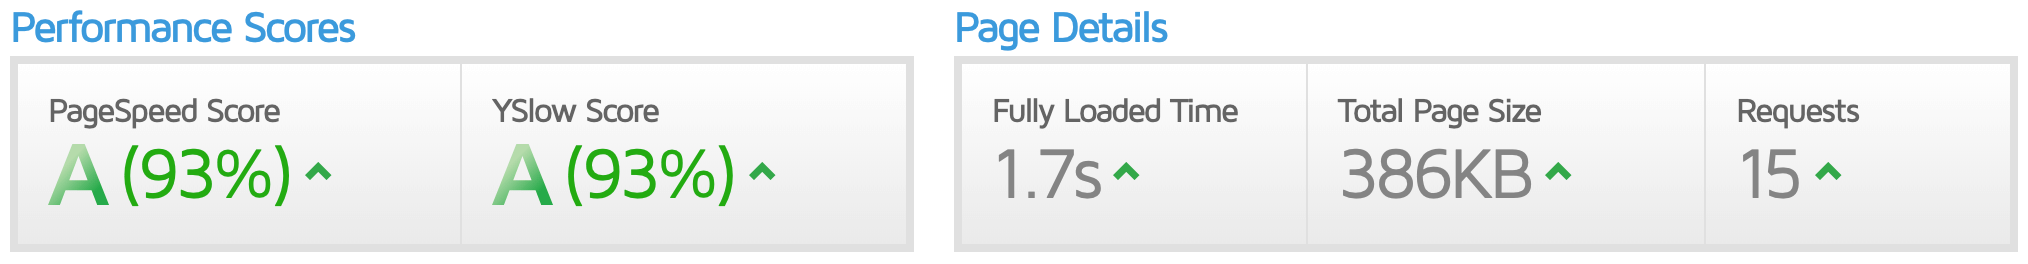 Performance Scores
PageSpeed Score
A (93%)
YSlow Score
A (93%)
Page Details
Fully Loaded Time
1.7s
Total Page Size
386KB
Requests
15